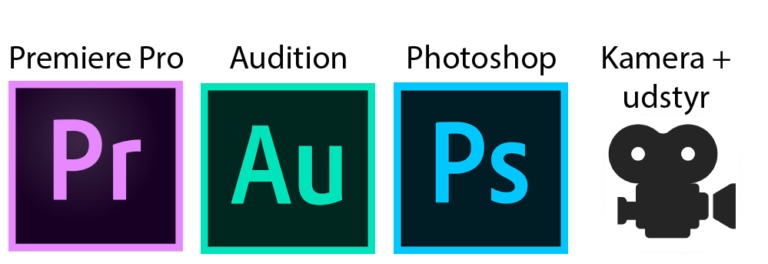 Premiere Pro
Audition
Photoshop
Kamera +
udstyr
Pr
Au
Ps